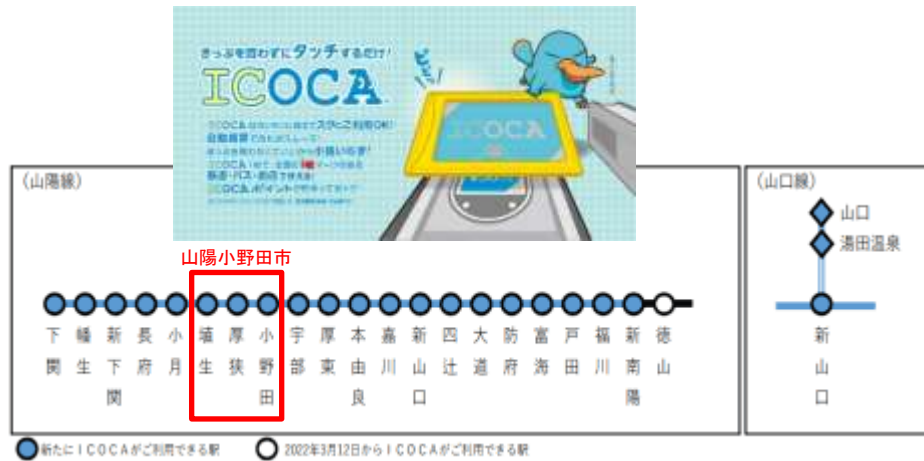 きっぷを買わずにタッチするだけ!
ICOCA
(山陽線)
山陽小野田市
下関
幡生
新下関
長府
小月
埴生
厚狭
小野田
宇部
厚東
本由良
嘉川
新山口
四辻
大道
防府
富海
戸田
福川
新南陽
徳山
(山口線)
山口
湯田温泉
新山口
新たにICOCAがご利用できる駅
2022年3月12日からICOCAがご利用できる駅